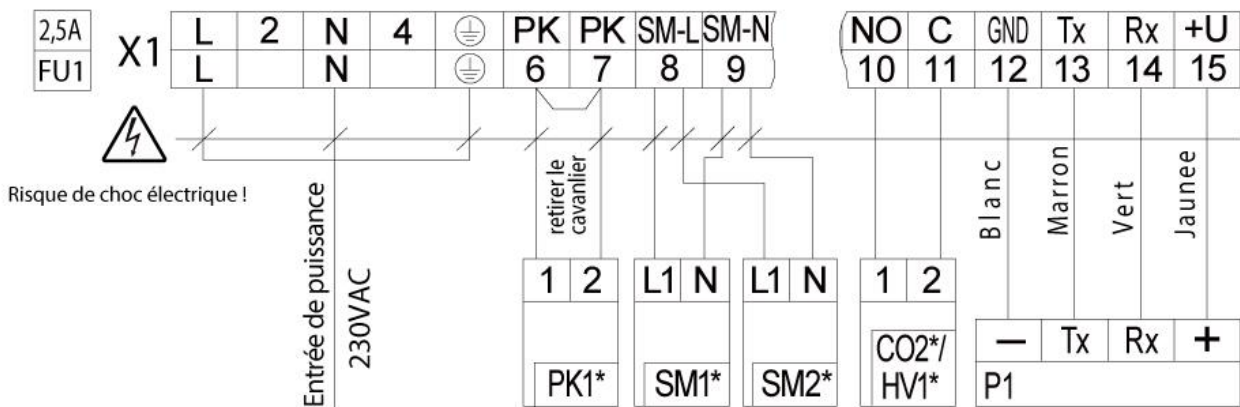 2,5A X1 L 2 N 4 PK PK SM-L SM-N NO C GND Tx Rx +U
FU1 L N 6 7 8 9 10 11 12 13 14 15
Risque de choc électrique !
Entrée de puissance
230VAC
retirer le
cavanlier
Blanc
Marron
Vert
Jaunee
1 2 L1 N L1 N 1 2
PK1* SM1* SM2*
CO2*/
HV1*
− Tx Rx +
P1